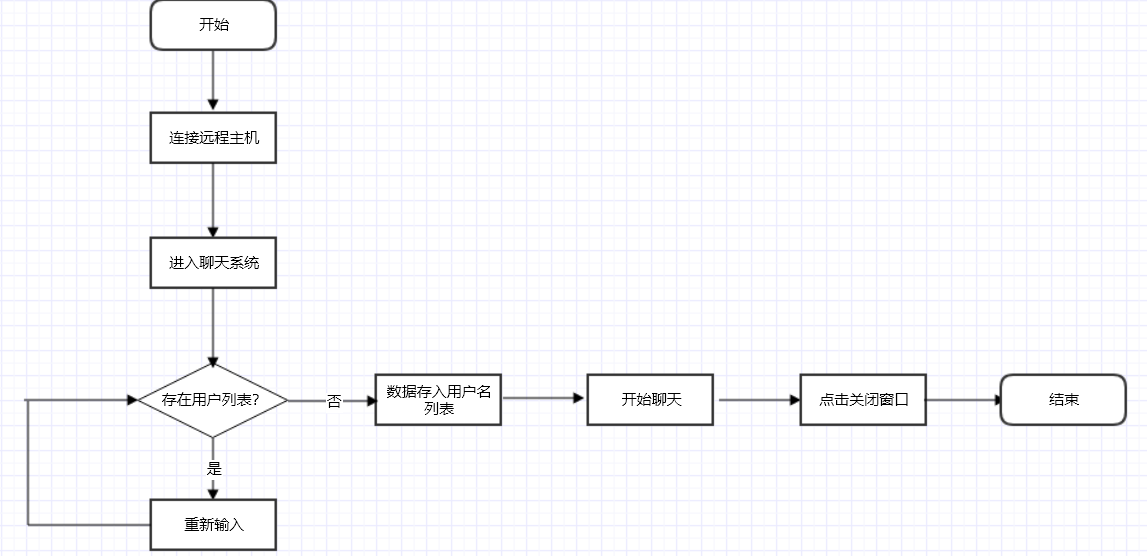 开始
连接远程主机
进入聊天系统
存在用户列表?
否
数据存入用户名
列表
开始聊天
点击关闭窗口
结束
是
重新输入